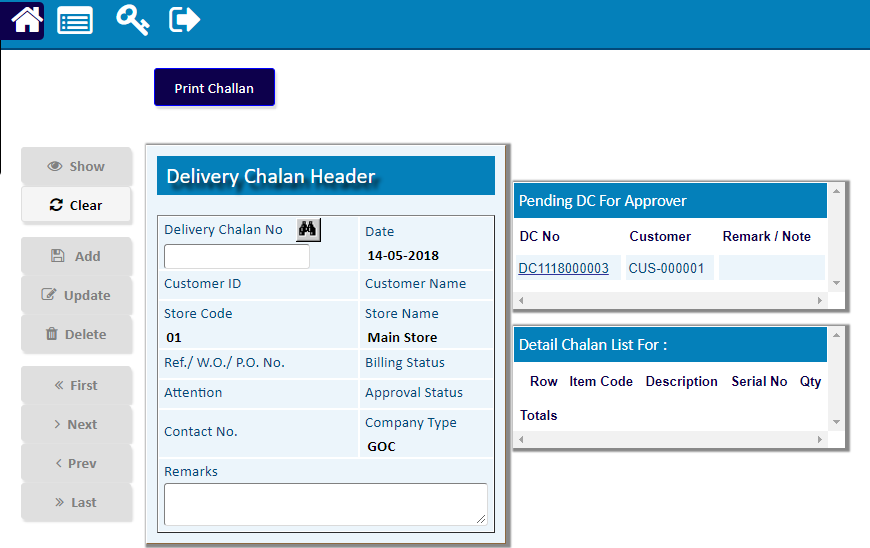 Print Challan
Show
Clear
Add
Update
Delete
First
Next
Prev
Last
Delivery Chalan Header
Delivery Chalan No
Date
14-05-2018
Customer ID
Customer Name
Store Code
Store Name
01
Main Store
Ref./ W.O./ P.O. No.
Billing Status
Attention
Approval Status
Contact No.
Company Type
GOC
Remarks
Pending DC For Approver
DC No Customer Remark / Note
DC1118000003 CUS-000001
Detail Chalan List For :
Row Item Code Description Serial No Qty
Totals